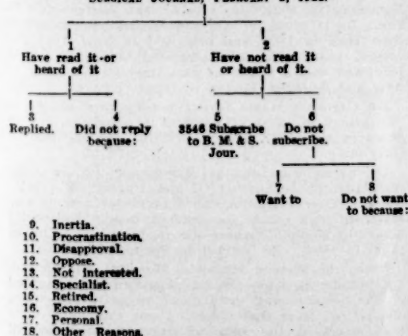 1 2
Have read it or Have not read it
heard of it or heard of it.
3 4 5 6
Replied. Did not reply 3546 Subscribe Do not
because: to B. M. & S. subscribe.
Jour.
7 8
Want to Do not want
to because:
9. Inertia.
10. Procrastination.
11. Disapproval.
12. Oppose.
13. Not interested.
14. Specialist.
15. Retired.
16. Economy.
17. Personal.
18. Other Reasons.